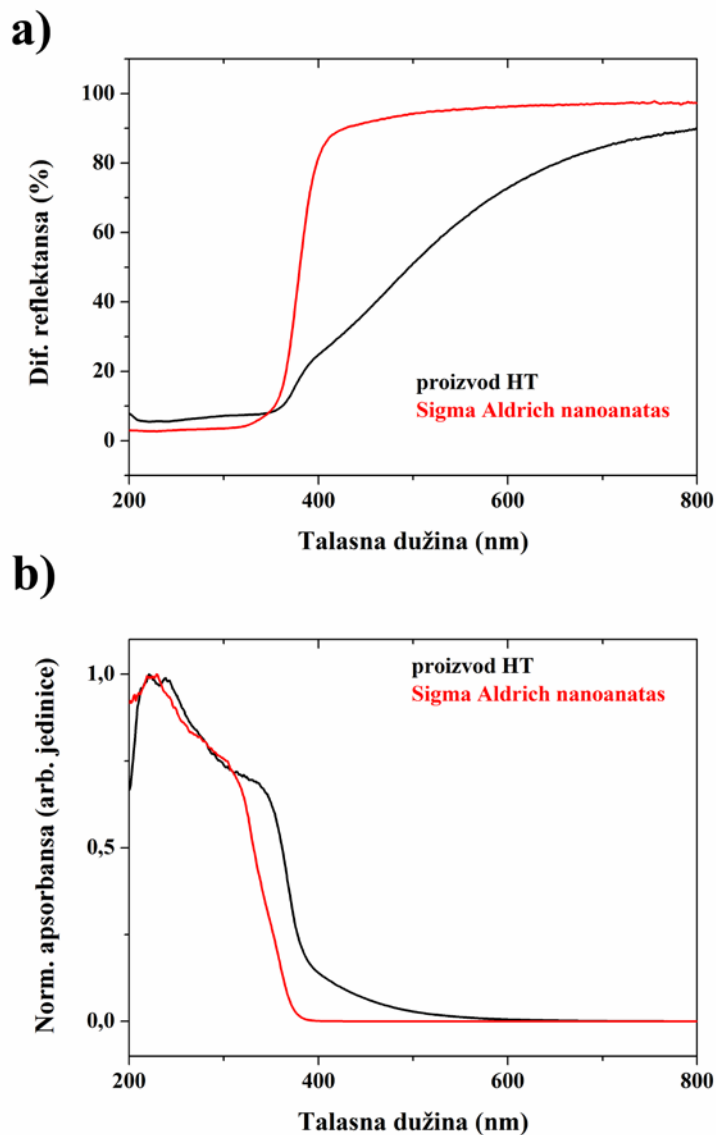 a)
100
80
60
40
20
0
Dif. reflektansa (%)
proizvod HT
Sigma Aldrich nanoanatas
200
400
600
800
Talasna dužina (nm)
b)
1,0
0,5
0,0
Norm. apsorbansa (arb. jedinice)
proizvod HT
Sigma Aldrich nanoanatas
200
400
600
800
Talasna dužina (nm)